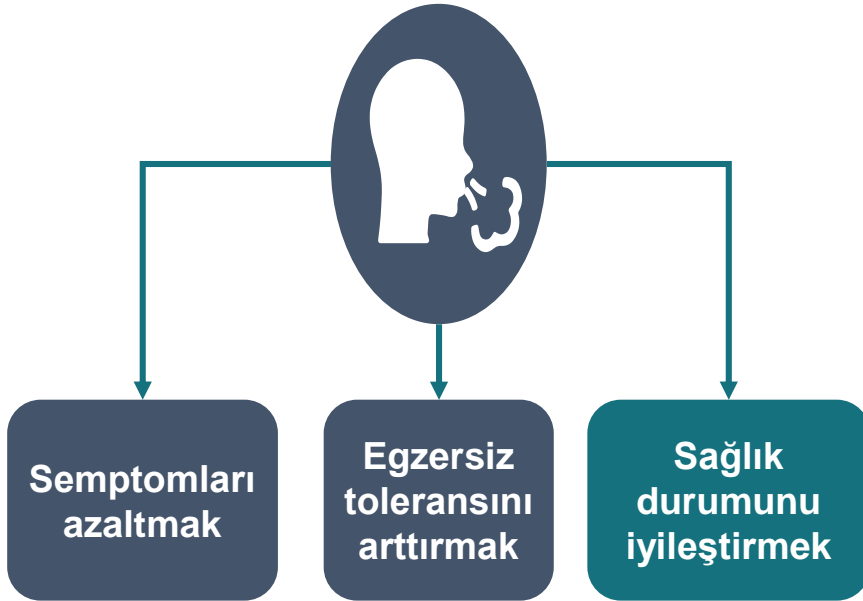 Semptomları
azaltmak
Egzersiz
toleransını
arttırmak
Sağlık
durumunu
iyileştirmek